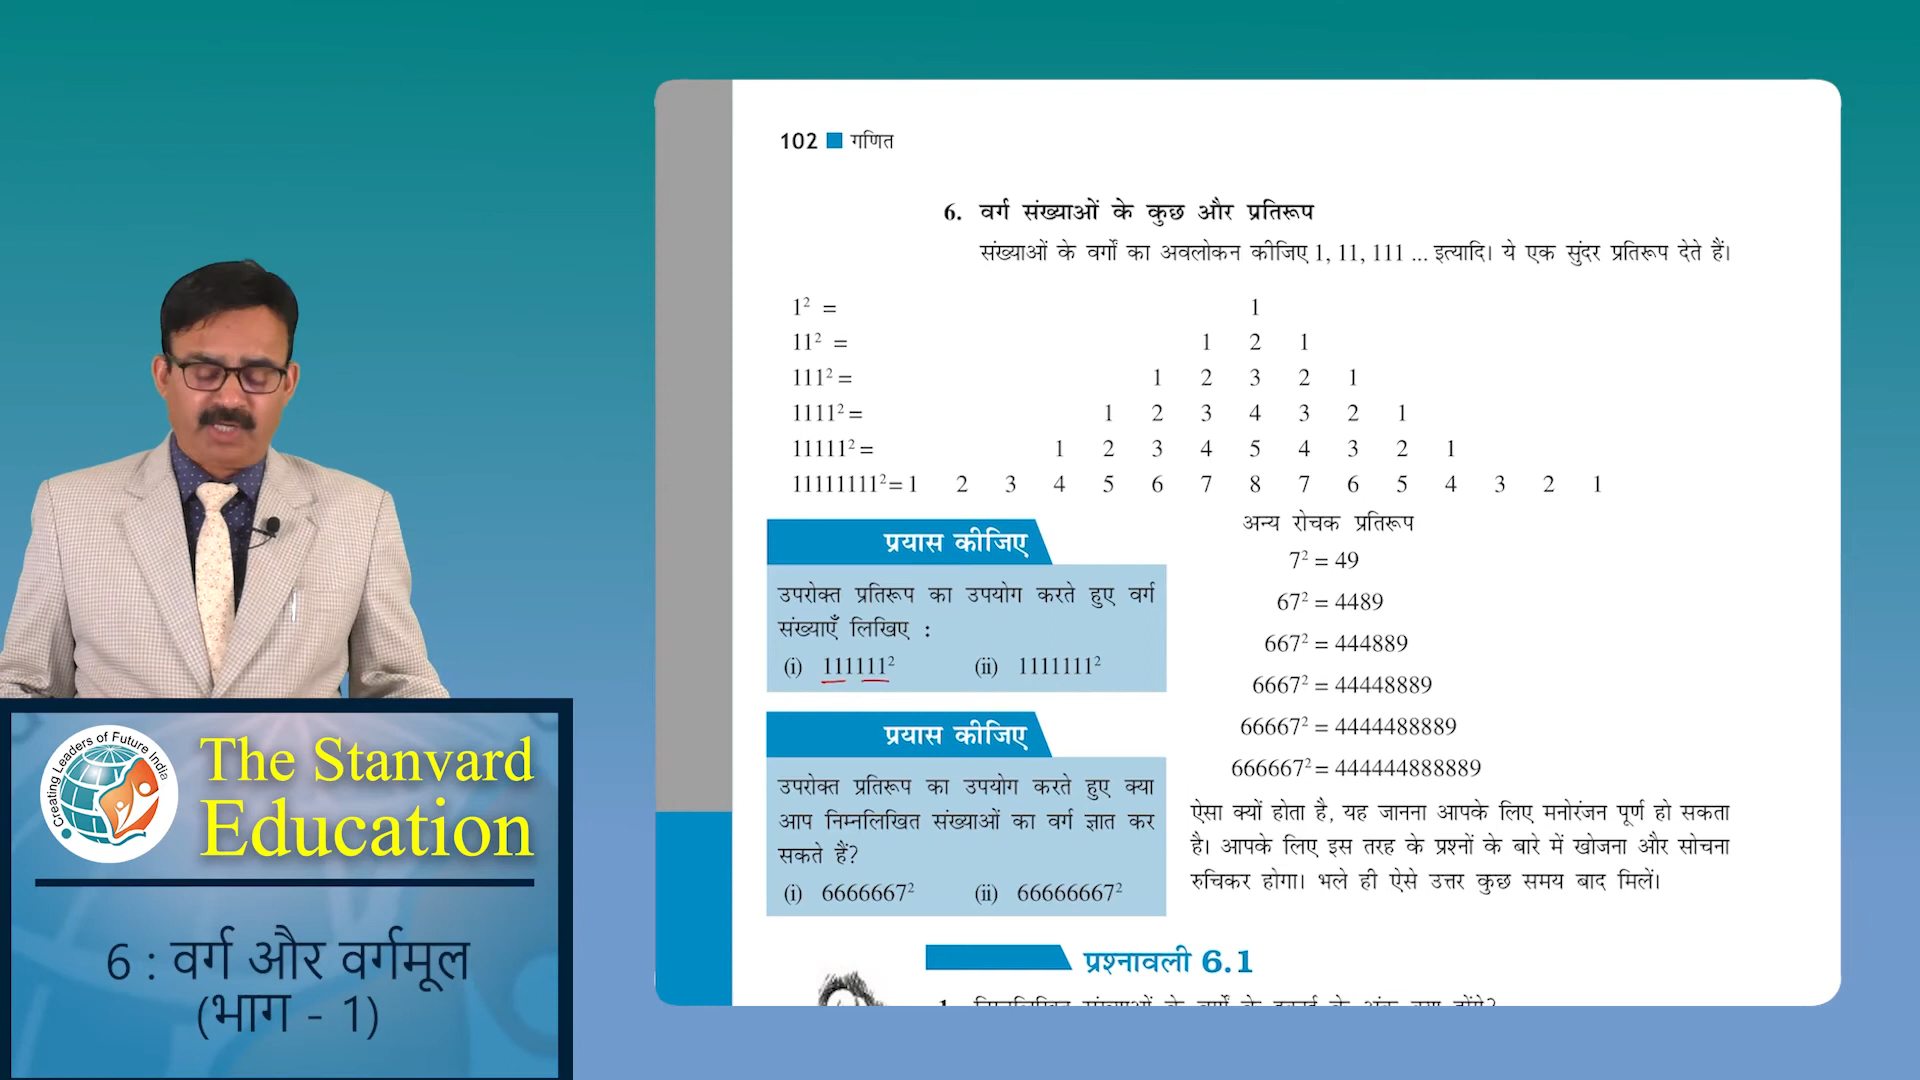 102 ■ गणित
6. वर्ग संख्याओं के कुछ और प्रतिरूप
संख्याओं के वर्गों का अवलोकन कीजिए 1, 11, 111 ... इत्यादि। ये एक सुंदर प्रतिरूप देते हैं।
1² = 1
11² = 1 2 1
111² = 1 2 3 2 1
1111² = 1 2 3 4 3 2 1
11111² = 1 2 3 4 5 4 3 2 1
11111111² = 1 2 3 4 5 6 7 8 7 6 5 4 3 2 1
प्रयास कीजिए
उपरोक्त प्रतिरूप का उपयोग करते हुए वर्ग
संख्याएँ लिखिए :
(i) 111111² (ii) 1111111²
प्रयास कीजिए
उपरोक्त प्रतिरूप का उपयोग करते हुए क्या
आप निम्नलिखित संख्याओं का वर्ग ज्ञात कर
सकते हैं?
(i) 6666667² (ii) 66666667²
अन्य रोचक प्रतिरूप
7² = 49
67² = 4489
667² = 444889
6667² = 44448889
66667² = 4444488889
666667² = 444444888889
ऐसा क्यों होता है, यह जानना आपके लिए मनोरंजन पूर्ण हो सकता
है। आपके लिए इस तरह के प्रश्नों के बारे में खोजना और सोचना
रुचिकर होगा। भले ही ऐसे उत्तर कुछ समय बाद मिलें।
प्रश्नावली 6.1
1. निम्नलिखित संख्याओं के वर्गों के इकाई के अंक क्या होंगे?
Creating Leaders of Future India
The Stanvard
Education
6 : वर्ग और वर्गमूल
(भाग - 1)